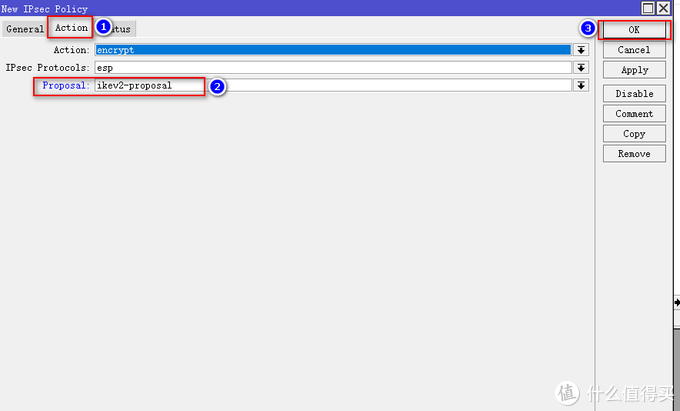 New IPsec Policy
General Action 1 tus
Action: encrypt
IPsec Protocols: esp
Proposal: ikev2-proposal 2
3 OK
Cancel
Apply
Disable
Comment
Copy
Remove
值 什么值得买